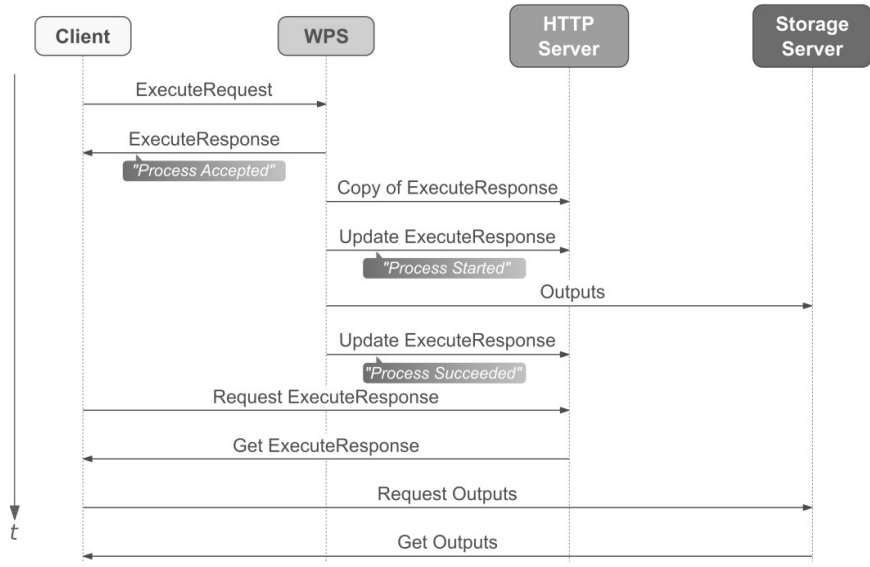 Client
WPS
HTTP
Server
Storage
Server
ExecuteRequest
ExecuteResponse
"Process Accepted"
Copy of ExecuteResponse
Update ExecuteResponse
"Process Started"
Outputs
Update ExecuteResponse
"Process Succeeded"
Request ExecuteResponse
Get ExecuteResponse
Request Outputs
t
Get Outputs